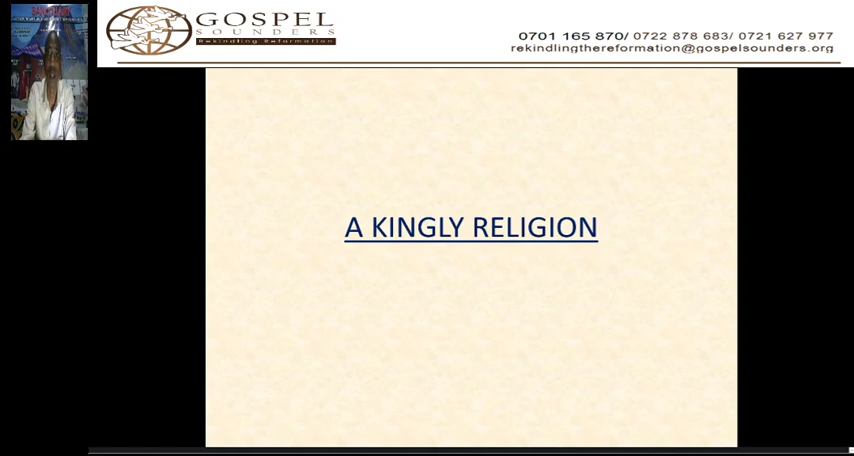 GOSPEL
SOUNDERS
Rekindling Reformation
0701 165 870/ 0722 878 683/ 0721 627 977
rekindlingthereformation@gospelsounders.org
A KINGLY RELIGION